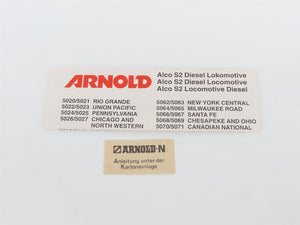 ARNOLD
Alco S2 Diesel Lokomotive
Alco S2 Diesel Locomotive
Alco S2 Locomotive Diesel
5020/5021 RIO GRANDE
5022/5023 UNION PACIFIC
5024/5025 PENNSYLVANIA
5026/5027 CHICAGO AND
NORTH WESTERN
5062/5063 NEW YORK CENTRAL
5064/5065 MILWAUKEE ROAD
5066/5067 SANTA FE
5068/5069 CHESAPEAKE AND OHIO
5070/5071 CANADIAN NATIONAL
ARNOLD-N
Anleitung unter der
Kartoneinlage